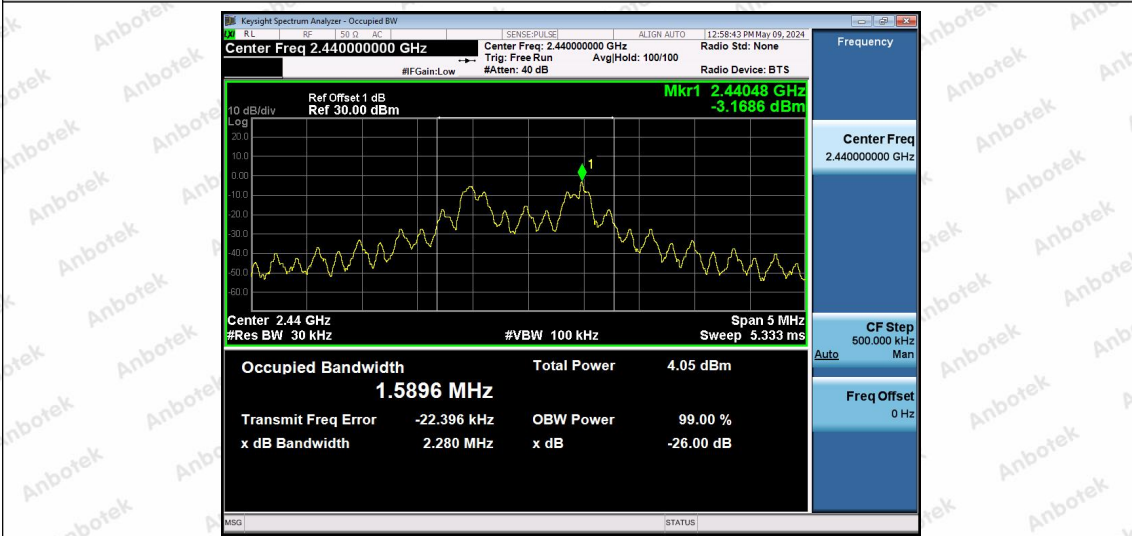 Keysight Spectrum Analyzer - Occupied BW
LXI RL RF 50 Ω AC SENSE:PULSE ALIGN AUTO 12:58:43 PM May 09, 2024
Center Freq 2.440000000 GHz Center Freq: 2.440000000 GHz Radio Std: None Frequency
Trig: Free Run Avg|Hold: 100/100
#IFGain:Low #Atten: 40 dB Radio Device: BTS
Mkr1 2.44048 GHz
-3.1686 dBm
Ref Offset 1 dB
10 dB/div Ref 30.00 dBm
Log
20.0
10.0
0.00
-10.0
-20.0
-30.0
-40.0
-50.0
-60.0
1
Center Freq
2.440000000 GHz
Center 2.44 GHz Span 5 MHz
#Res BW 30 kHz #VBW 100 kHz Sweep 5.333 ms
CF Step
500.000 kHz
Auto Man
Occupied Bandwidth Total Power 4.05 dBm
1.5896 MHz
Transmit Freq Error -22.396 kHz OBW Power 99.00 %
x dB Bandwidth 2.280 MHz x dB -26.00 dB
Freq Offset
0 Hz
MSG STATUS
Anbotek